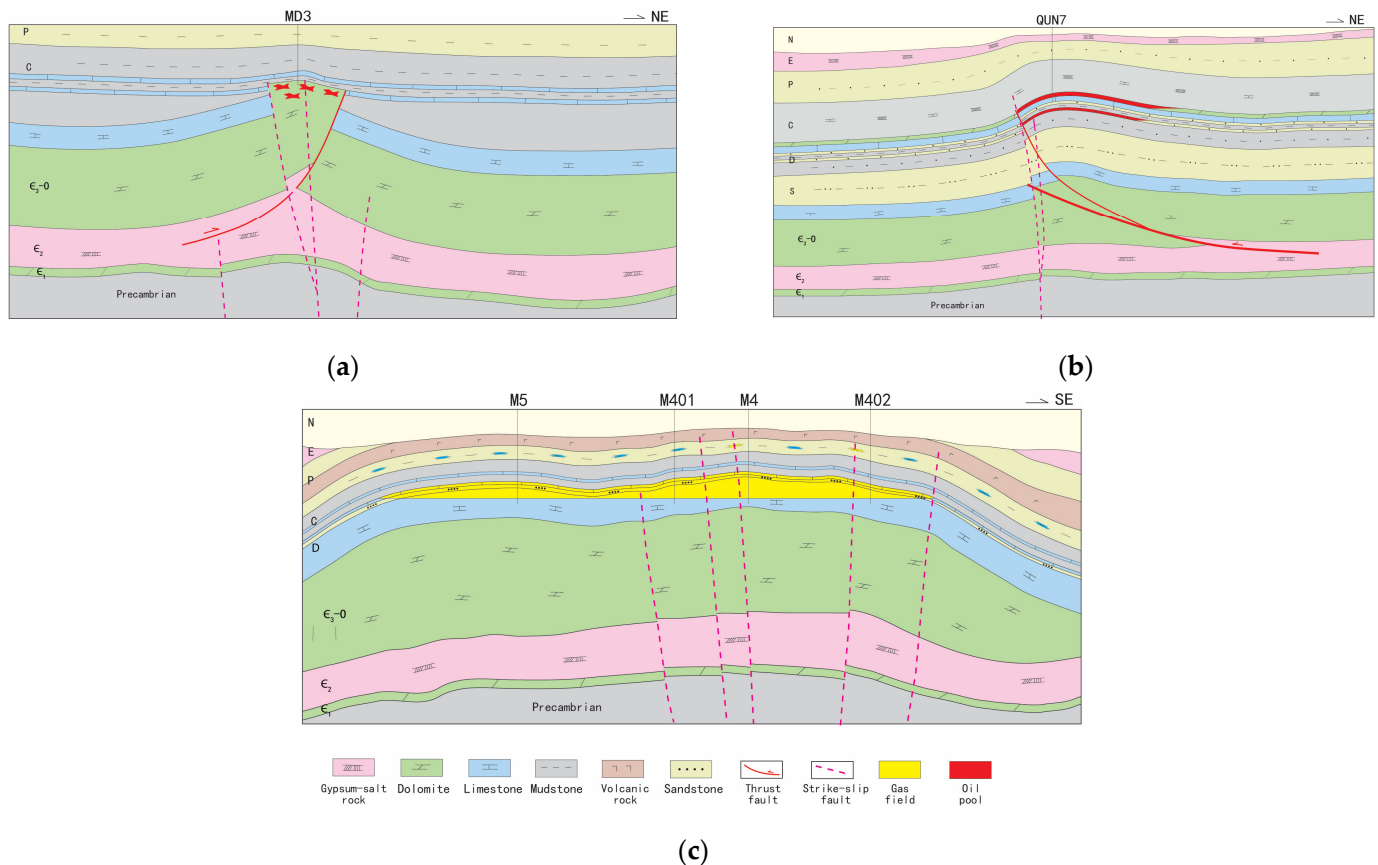 MD3
NE
P
C
Є₃-O
Є₂
Є₁
Precambrian
(a)
QUN7
NE
N
E
P
C
D
S
Є₃-O
Є₂
Є₁
Precambrian
(b)
M5
M401
M4
M402
SE
N
E
P
C
D
Є₃-O
Є₂
Є₁
Precambrian
Gypsum-salt rock
Dolomite
Limestone
Mudstone
Volcanic rock
Sandstone
Thrust fault
Strike-slip fault
Gas field
Oil pool
(c)